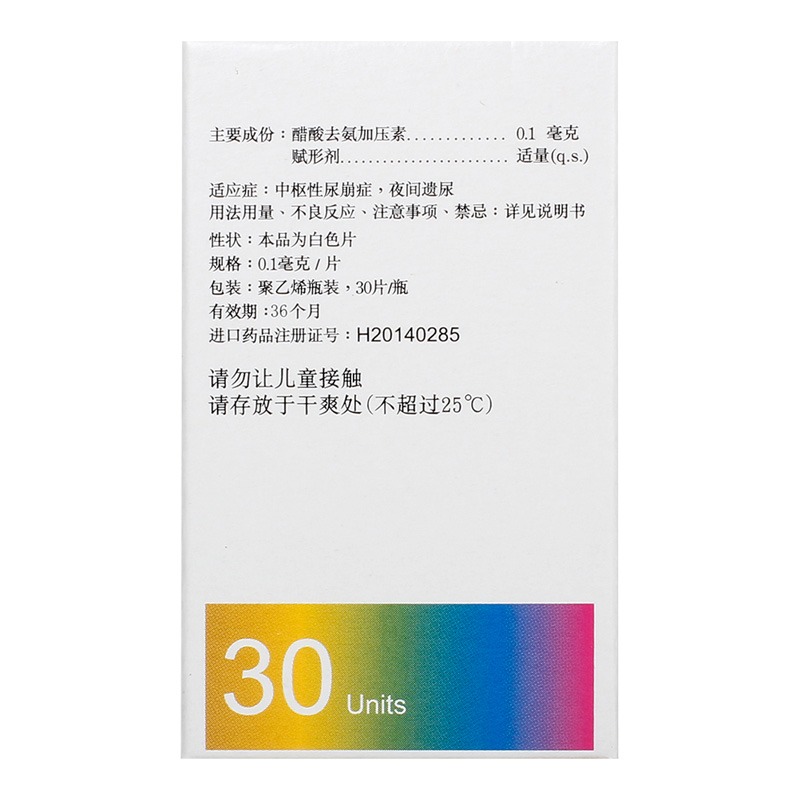 主要成份：醋酸去氨加压素............. 0.1 毫克
赋形剂........................ 适量(q.s.)
适应症：中枢性尿崩症，夜间遗尿
用法用量、不良反应、注意事项、禁忌：详见说明书
性状：本品为白色片
规格：0.1毫克 / 片
包装：聚乙烯瓶装，30片/瓶
有效期：36个月
进口药品注册证号：H20140285
请勿让儿童接触
请存放于干爽处(不超过25℃)
30 Units